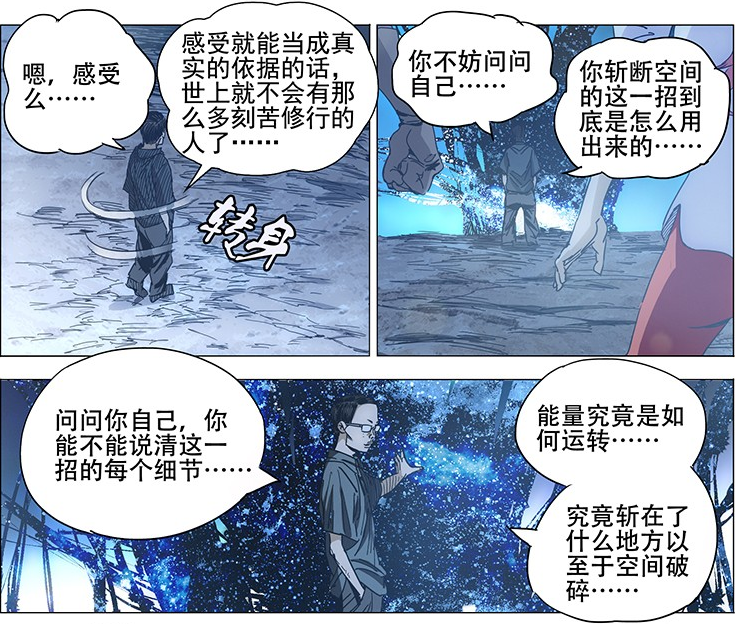 嗯，感受
么……
感受就能当成真
实的依据的话，
世上就不会有那
么多刻苦修行的
人了……
转身
你不妨问问
自己……
你斩断空间
的这一招到
底是怎么用
出来的……
问问你自己，你
能不能说清这一
招的每个细节……
能量究竟是如
何运转……
究竟斩在了
什么地方以
至于空间破
碎……